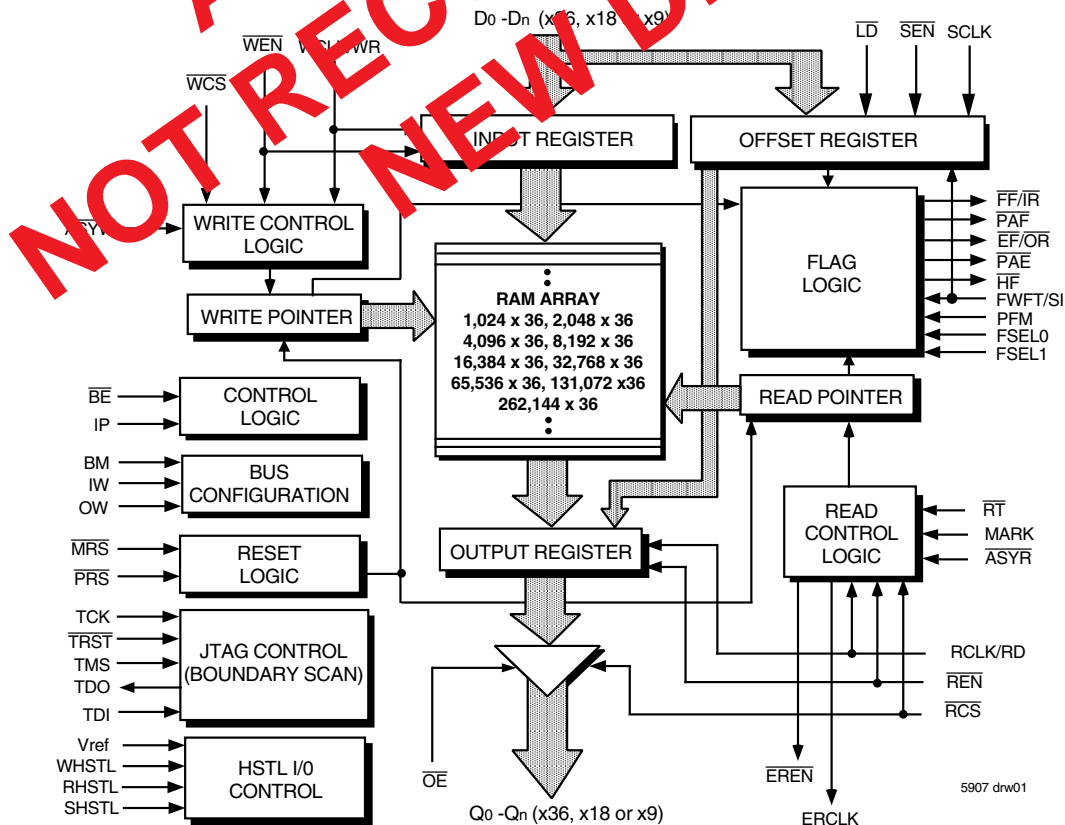 D0 -Dn (x36, x18 or x9)
WEN
WCLK/WR
LD
SEN
SCLK
WCS
NOT REC
NEW D
INPUT REGISTER
OFFSET REGISTER
ASYW
WRITE CONTROL
LOGIC
FF/IR
PAF
EF/OR
PAE
HF
FWFT/SI
PFM
FSEL0
FSEL1
FLAG
LOGIC
WRITE POINTER
RAM ARRAY
1,024 x 36, 2,048 x 36
4,096 x 36, 8,192 x 36
16,384 x 36, 32,768 x 36
65,536 x 36, 131,072 x36
262,144 x 36
READ POINTER
BE
IP
CONTROL
LOGIC
BM
IW
OW
BUS
CONFIGURATION
READ
CONTROL
LOGIC
RT
MARK
ASYR
MRS
PRS
RESET
LOGIC
OUTPUT REGISTER
TCK
TRST
TMS
TDO
TDI
JTAG CONTROL
(BOUNDARY SCAN)
RCLK/RD
REN
RCS
Vref
WHSTL
RHSTL
SHSTL
HSTL I/0
CONTROL
OE
EREN
ERCLK
5907 drw01
Q0 -Qn (x36, x18 or x9)